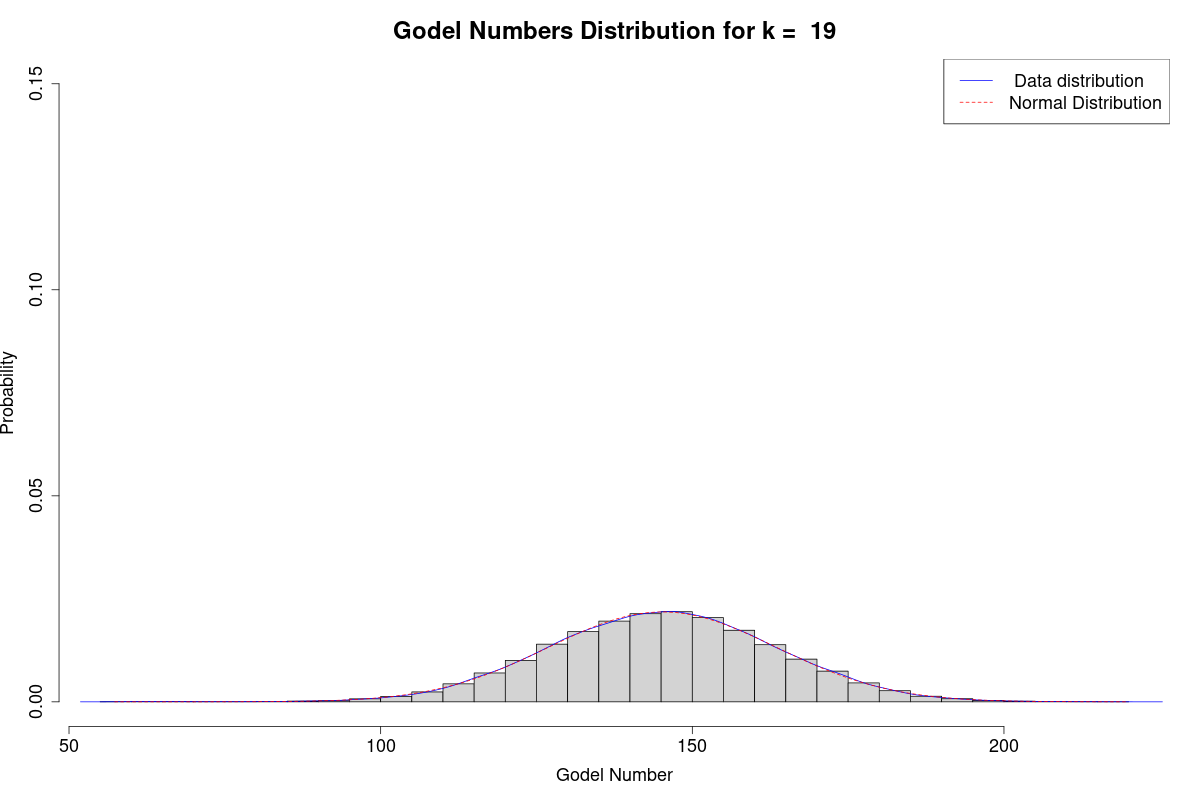 Godel Numbers Distribution for k =  19
Data distribution
Normal Distribution
0.15
0.10
0.05
0.00
Probability
50 100 150 200
Godel Number